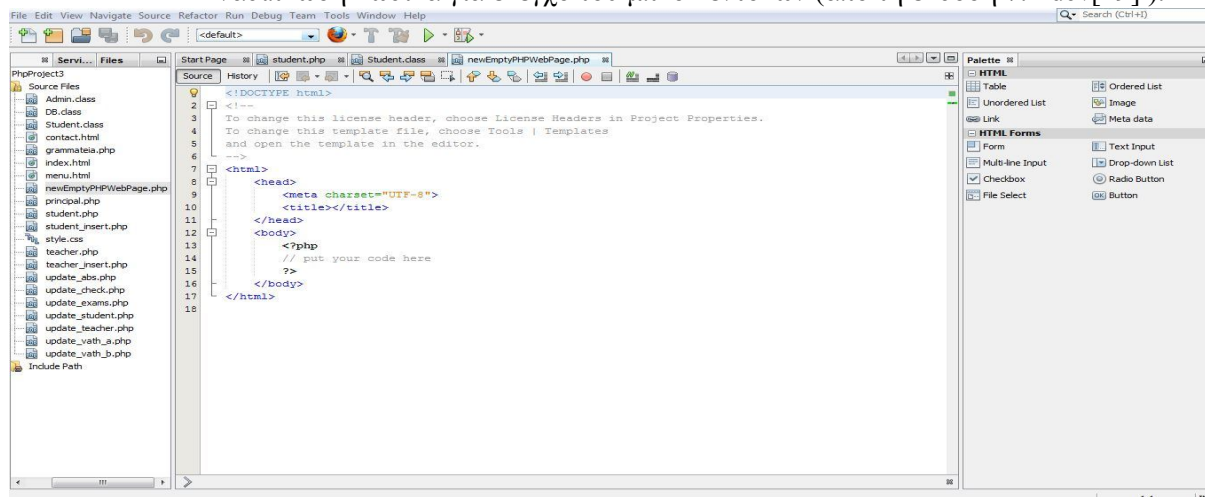 File Edit View Navigate Source Refactor Run Debug Team Tools Window Help
Search (Ctrl+I)
<default>
Servi... Files
Start Page student.php Student.class newEmptyPHPWebPage.php
Palette
PhpProject3
Source Files
Admin.class
DB.class
Student.class
contact.html
grammateia.php
index.html
menu.html
newEmptyPHPWebPage.php
principal.php
student.php
student_insert.php
style.css
teacher.php
teacher_insert.php
update_abs.php
update_check.php
update_exams.php
update_student.php
update_teacher.php
update_vath_a.php
update_vath_b.php
Include Path
Source History
<!DOCTYPE html>
2 <!--
3 To change this license header, choose License Headers in Project Properties.
4 To change this template file, choose Tools | Templates
5 and open the template in the editor.
6 -->
7 <html>
8 <head>
9 <meta charset="UTF-8">
10 <title></title>
11 </head>
12 <body>
13 <?php
14 // put your code here
15 ?>
16 </body>
17 </html>
18
HTML
Table Ordered List
Unordered List Image
Link Meta data
HTML Forms
Form Text Input
Multi-line Input Drop-down List
Checkbox Radio Button
File Select Button